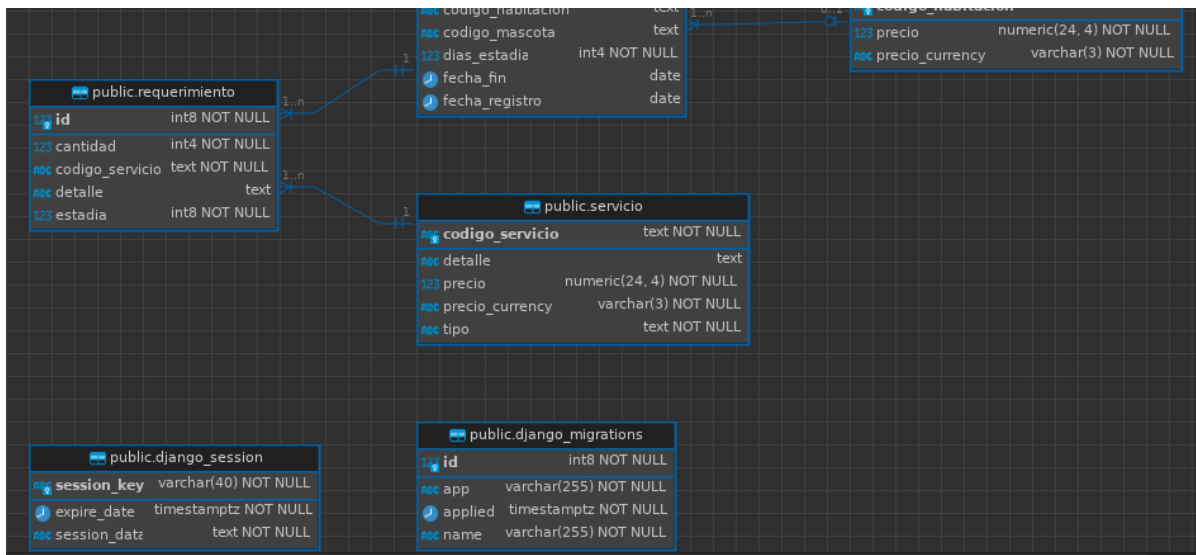 codigo_habitacion text
codigo_mascota text
dias_estadia int4 NOT NULL
fecha_fin date
fecha_registro date
1..n
0..1
codigo_habitacion
precio numeric(24, 4) NOT NULL
precio_currency varchar(3) NOT NULL
1
1..n
public.requerimiento
id int8 NOT NULL
cantidad int4 NOT NULL
codigo_servicio text NOT NULL
detalle text
estadia int8 NOT NULL
1..n
1
public.servicio
codigo_servicio text NOT NULL
detalle text
precio numeric(24, 4) NOT NULL
precio_currency varchar(3) NOT NULL
tipo text NOT NULL
public.django_session
session_key varchar(40) NOT NULL
expire_date timestamptz NOT NULL
session_data text NOT NULL
public.django_migrations
id int8 NOT NULL
app varchar(255) NOT NULL
applied timestamptz NOT NULL
name varchar(255) NOT NULL